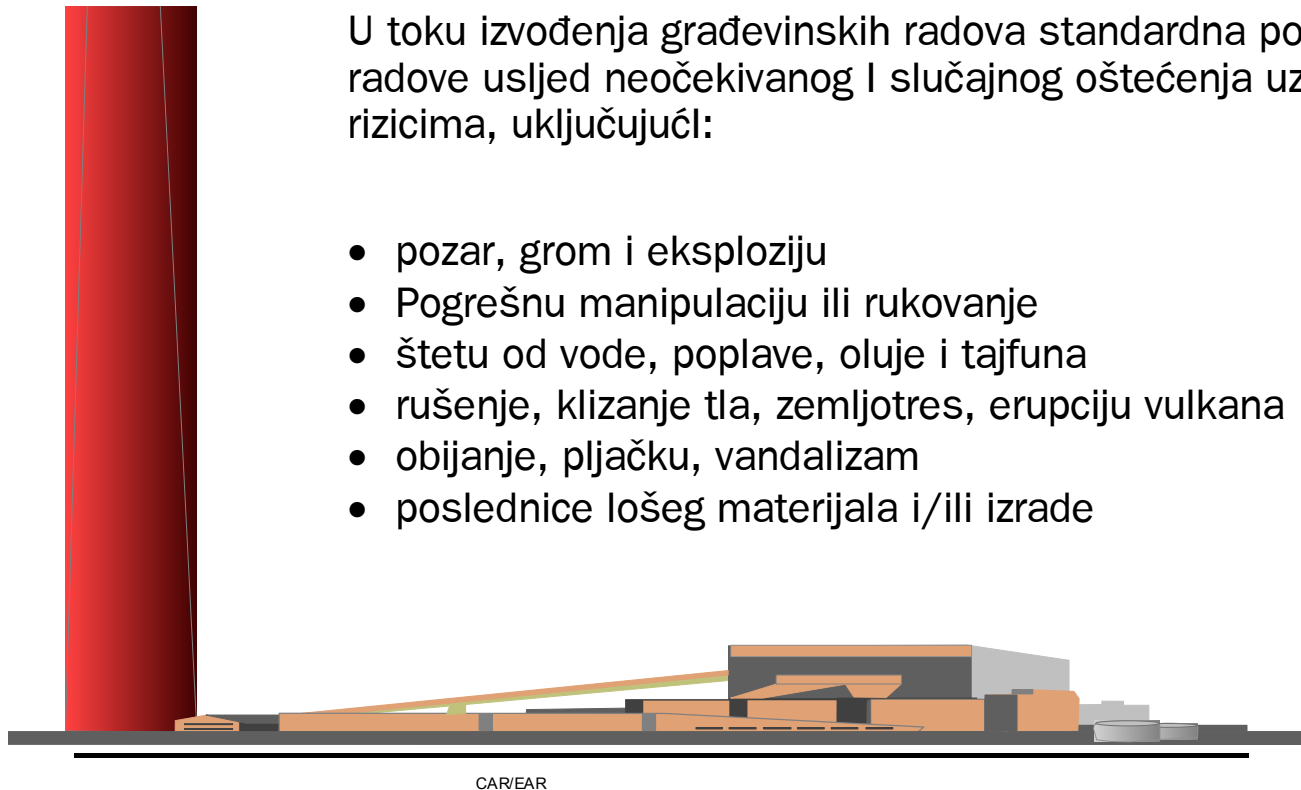 U toku izvođenja građevinskih radova standardna po
radove usljed neočekivanog I slučajnog oštećenja uz
rizicima, uključujućI:
• pozar, grom i eksploziju
• Pogrešnu manipulaciju ili rukovanje
• štetu od vode, poplave, oluje i tajfuna
• rušenje, klizanje tla, zemljotres, erupciju vulkana
• obijanje, pljačku, vandalizam
• poslednice lošeg materijala i/ili izrade
CAR/EAR